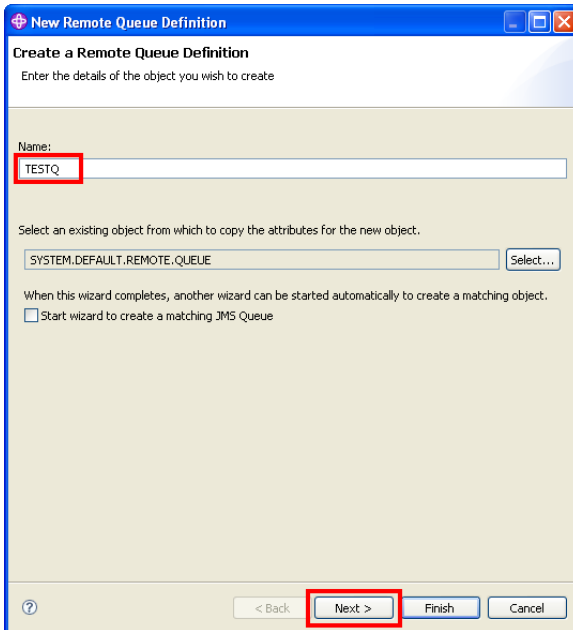 New Remote Queue Definition
Create a Remote Queue Definition
Enter the details of the object you wish to create
Name:
TESTQ
Select an existing object from which to copy the attributes for the new object.
SYSTEM.DEFAULT.REMOTE.QUEUE
Select...
When this wizard completes, another wizard can be started automatically to create a matching object.
Start wizard to create a matching JMS Queue
?
< Back
Next >
Finish
Cancel